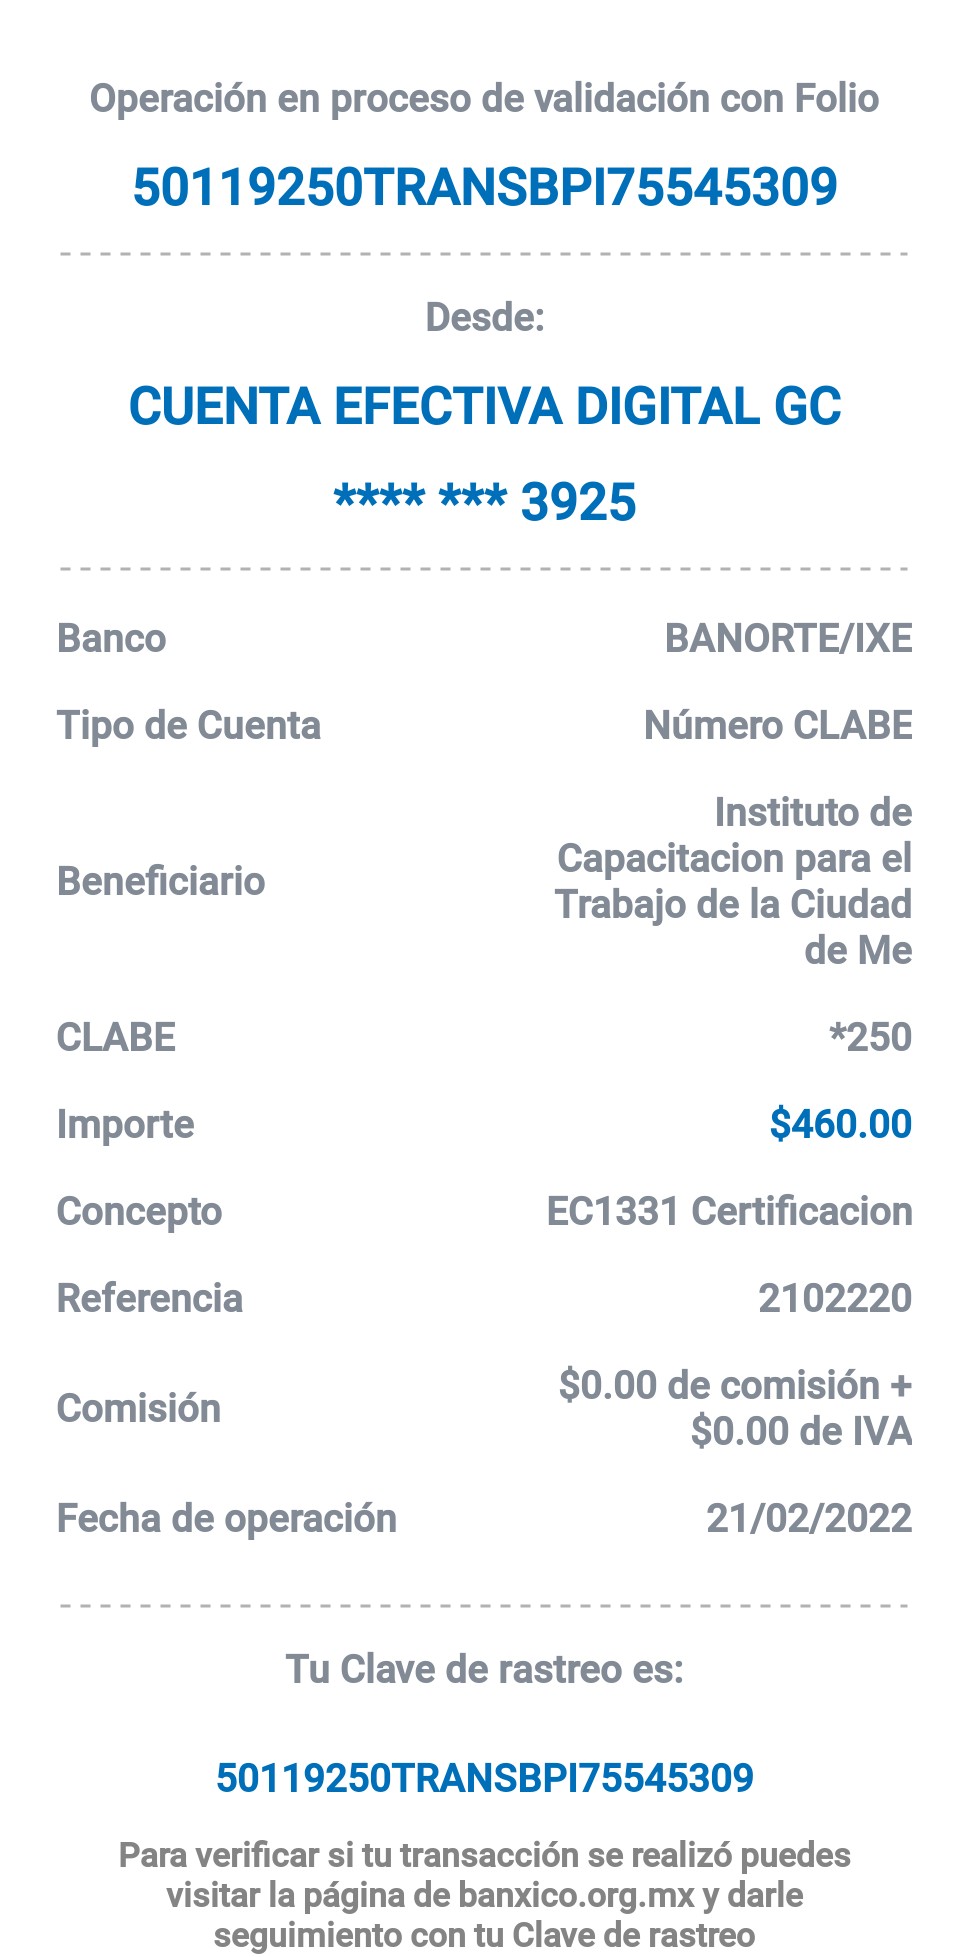 Operación en proceso de validación con Folio
50119250TRANSBPI75545309
Desde:
CUENTA EFECTIVA DIGITAL GC
**** *** 3925
Banco BANORTE/IXE
Tipo de Cuenta Número CLABE
Beneficiario Instituto de
Capacitacion para el
Trabajo de la Ciudad
de Me
CLABE *250
Importe $460.00
Concepto EC1331 Certificacion
Referencia 2102220
Comisión $0.00 de comisión +
$0.00 de IVA
Fecha de operación 21/02/2022
Tu Clave de rastreo es:
50119250TRANSBPI75545309
Para verificar si tu transacción se realizó puedes
visitar la página de banxico.org.mx y darle
seguimiento con tu Clave de rastreo